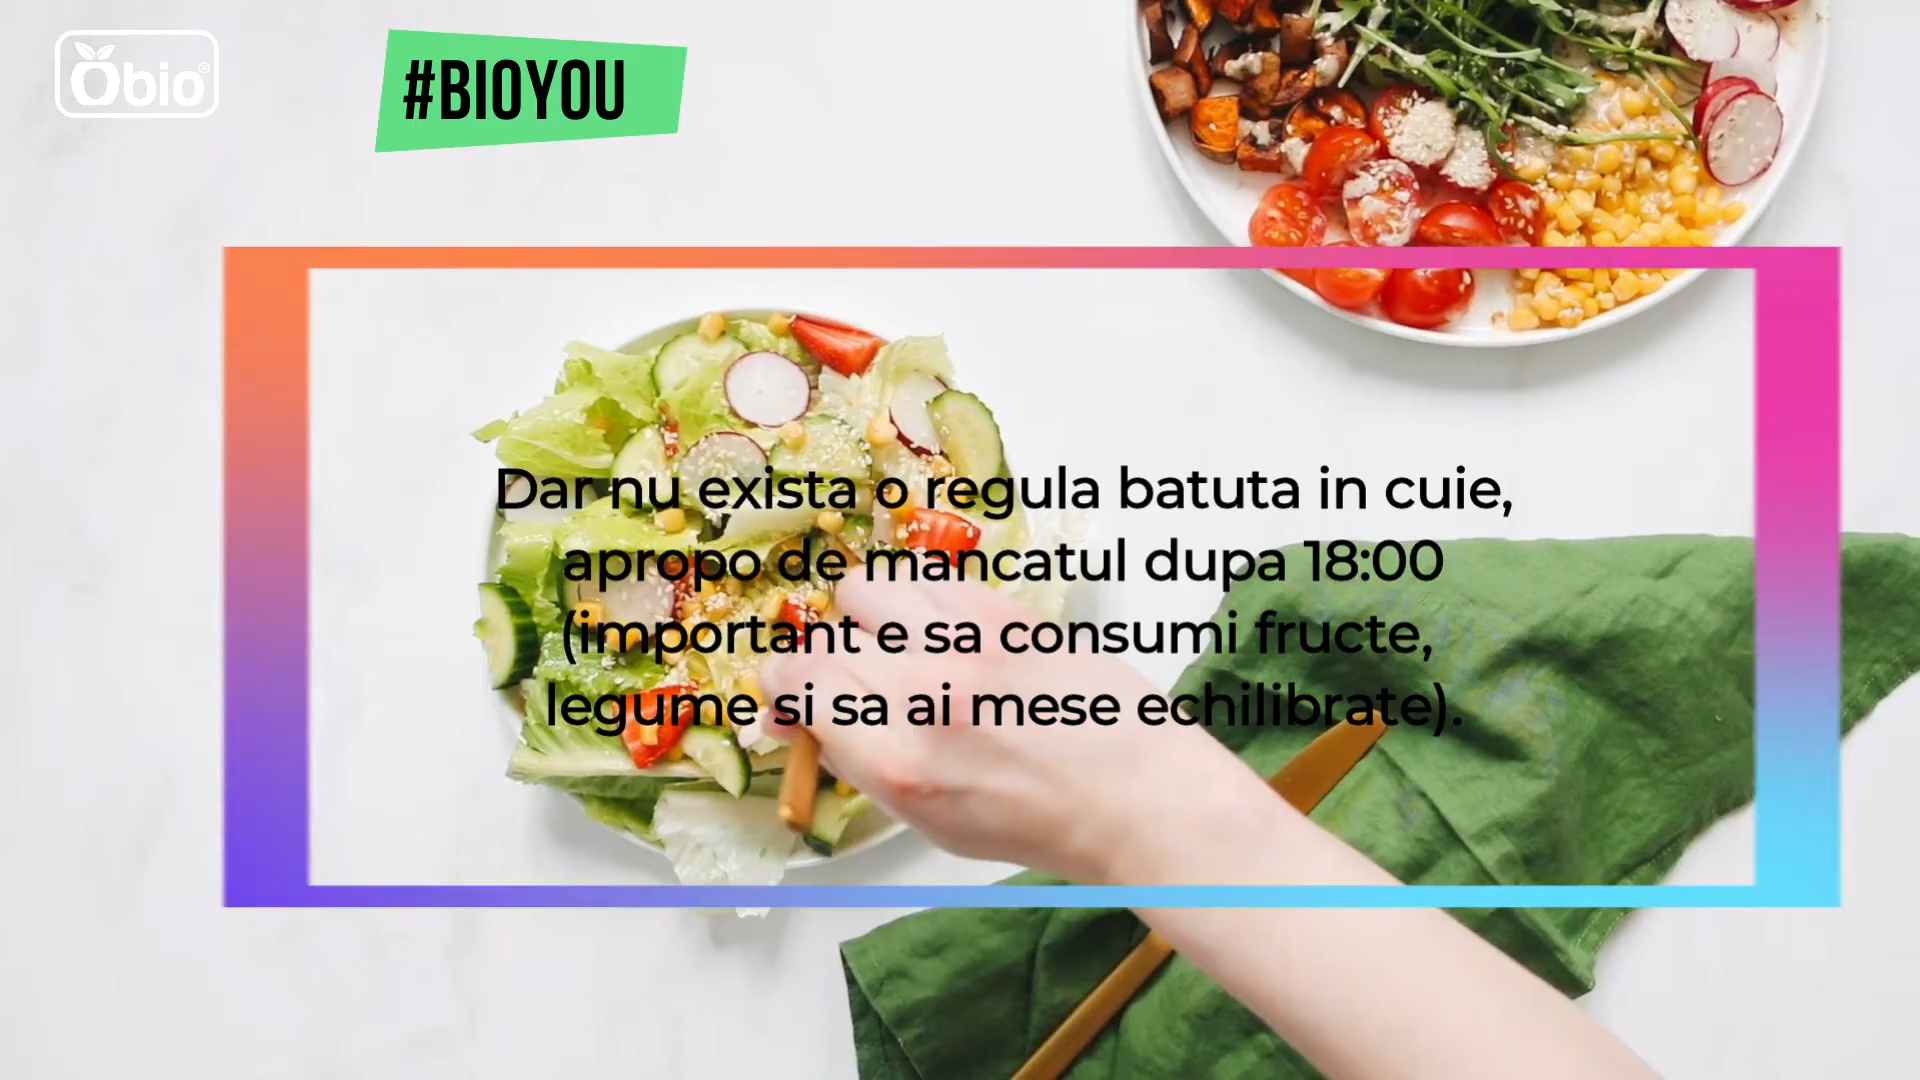 Obio®
#BIOYOU
Dar nu exista o regula batuta in cuie,
apropo de mancatul dupa 18:00
(important e sa consumi fructe,
legume si sa ai mese echilibrate).